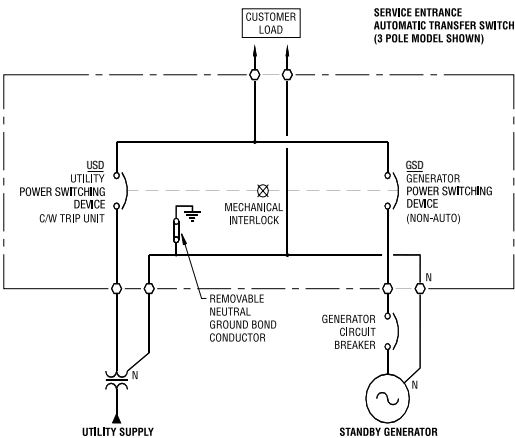 CUSTOMER
LOAD
SERVICE ENTRANCE
AUTOMATIC TRANSFER SWITCH
(3 POLE MODEL SHOWN)
USD
UTILITY
POWER SWITCHING
DEVICE
C/W TRIP UNIT
MECHANICAL
INTERLOCK
GSD
GENERATOR
POWER SWITCHING
DEVICE
(NON-AUTO)
N
REMOVABLE
NEUTRAL
GROUND BOND
CONDUCTOR
GENERATOR
CIRCUIT
BREAKER
N
N
UTILITY SUPPLY
STANDBY GENERATOR